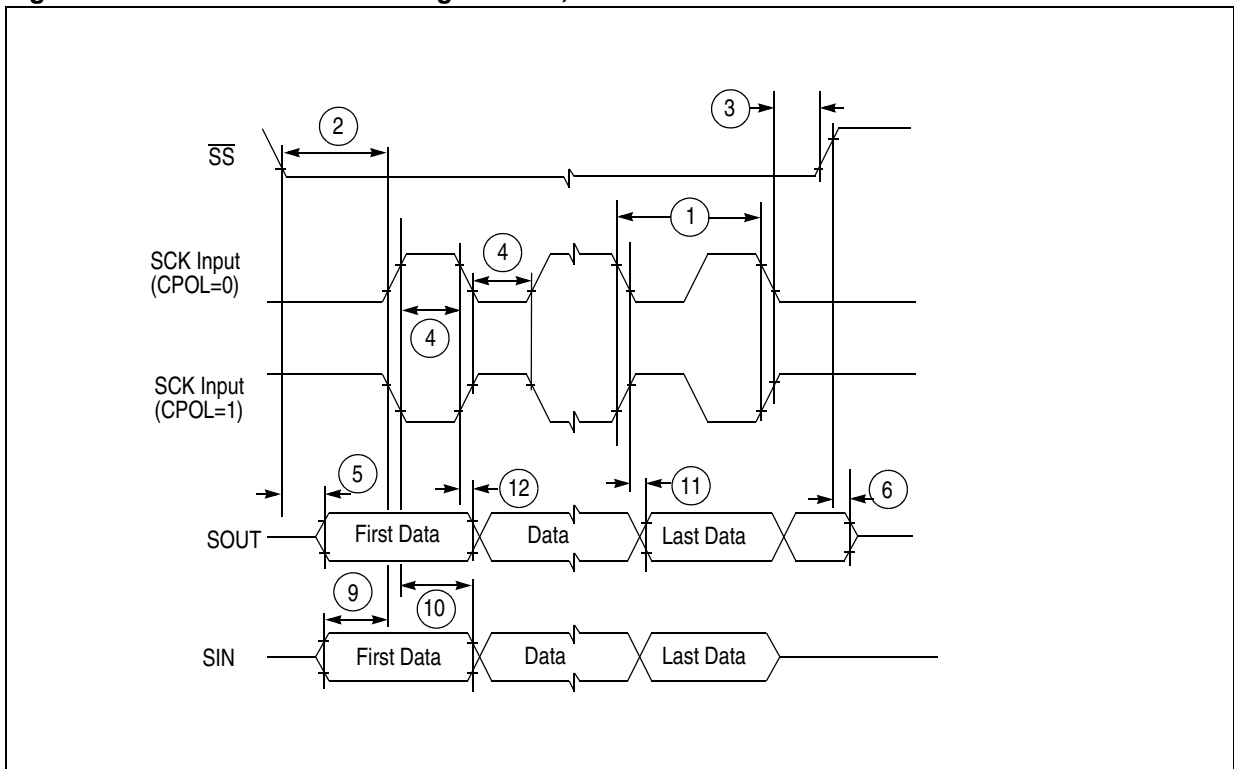 3
2
SS
1
SCK Input
(CPOL=0)
4
4
SCK Input
(CPOL=1)
5
12
11
6
SOUT
First Data
Data
Last Data
9
10
SIN
First Data
Data
Last Data